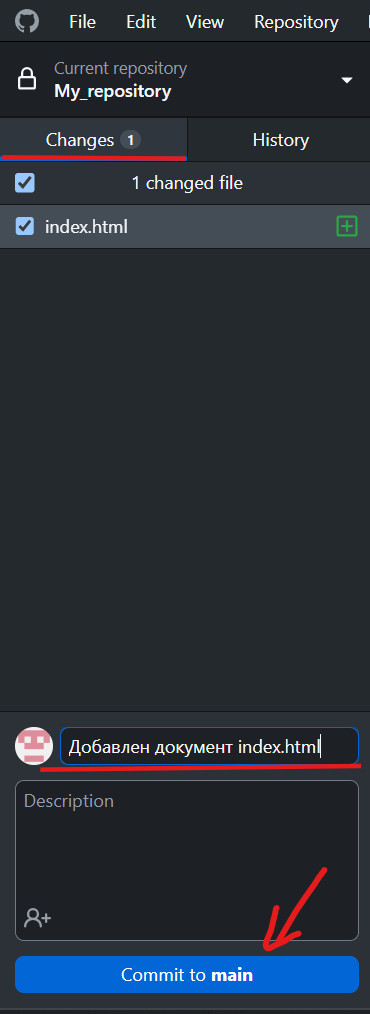 File Edit View Repository
Current repository
My_repository
Changes 1 History
1 changed file
index.html
Добавлен документ index.html
Description
Commit to main